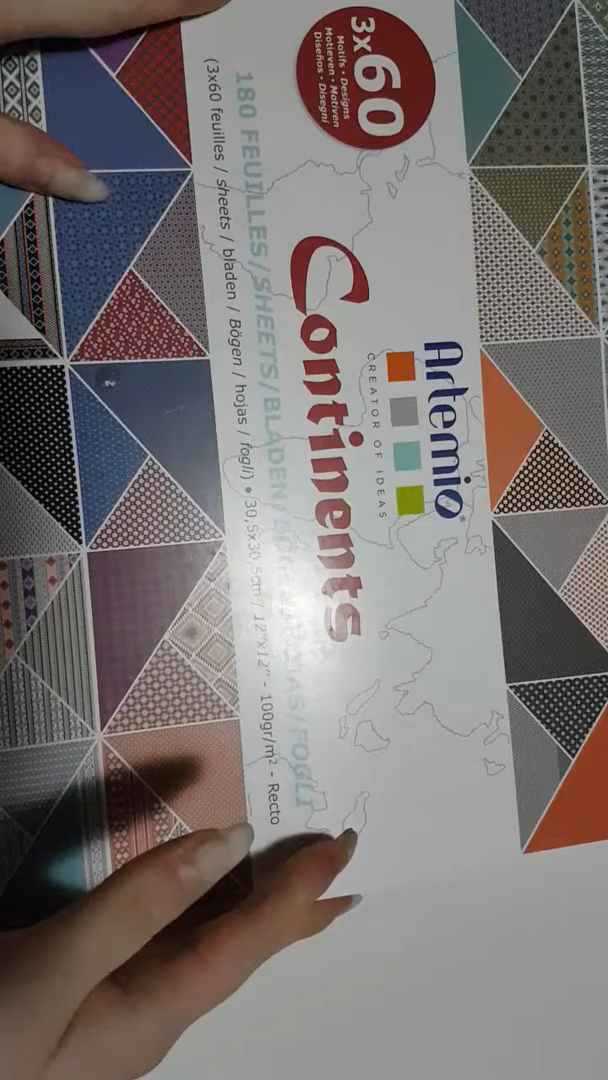 3x60
Motifs • Designs
Motieven • Motiven
Diseños • Disegni
Artemio®
CREATOR OF IDEAS
Continents
180 FEUILLES/SHEETS/BLADEN/
/FOGLI
(3x60 feuilles / sheets / bladen / Bögen / hojas / fogli) • 30,5x30,5cm / 12"x12" - 100gr/m² - Recto